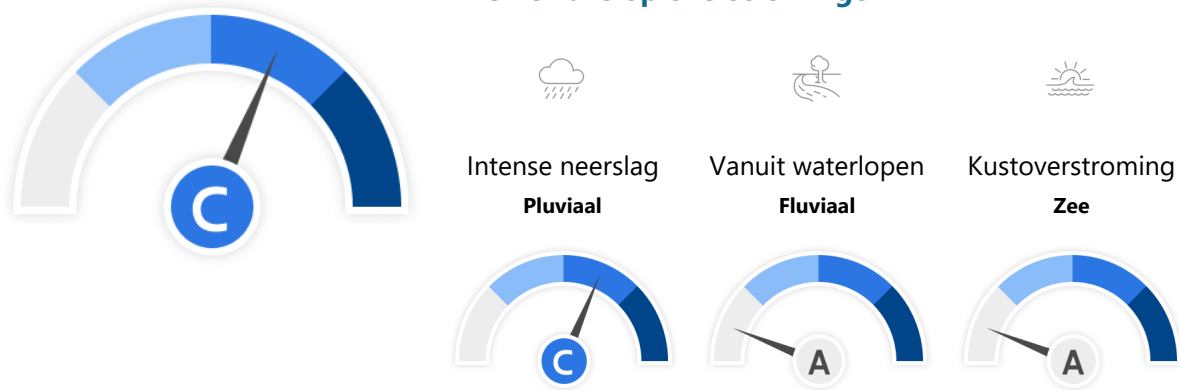 C
Intense neerslag
Pluviaal
C
Vanuit waterlopen
Fluviaal
A
Kustoverstroming
Zee
A